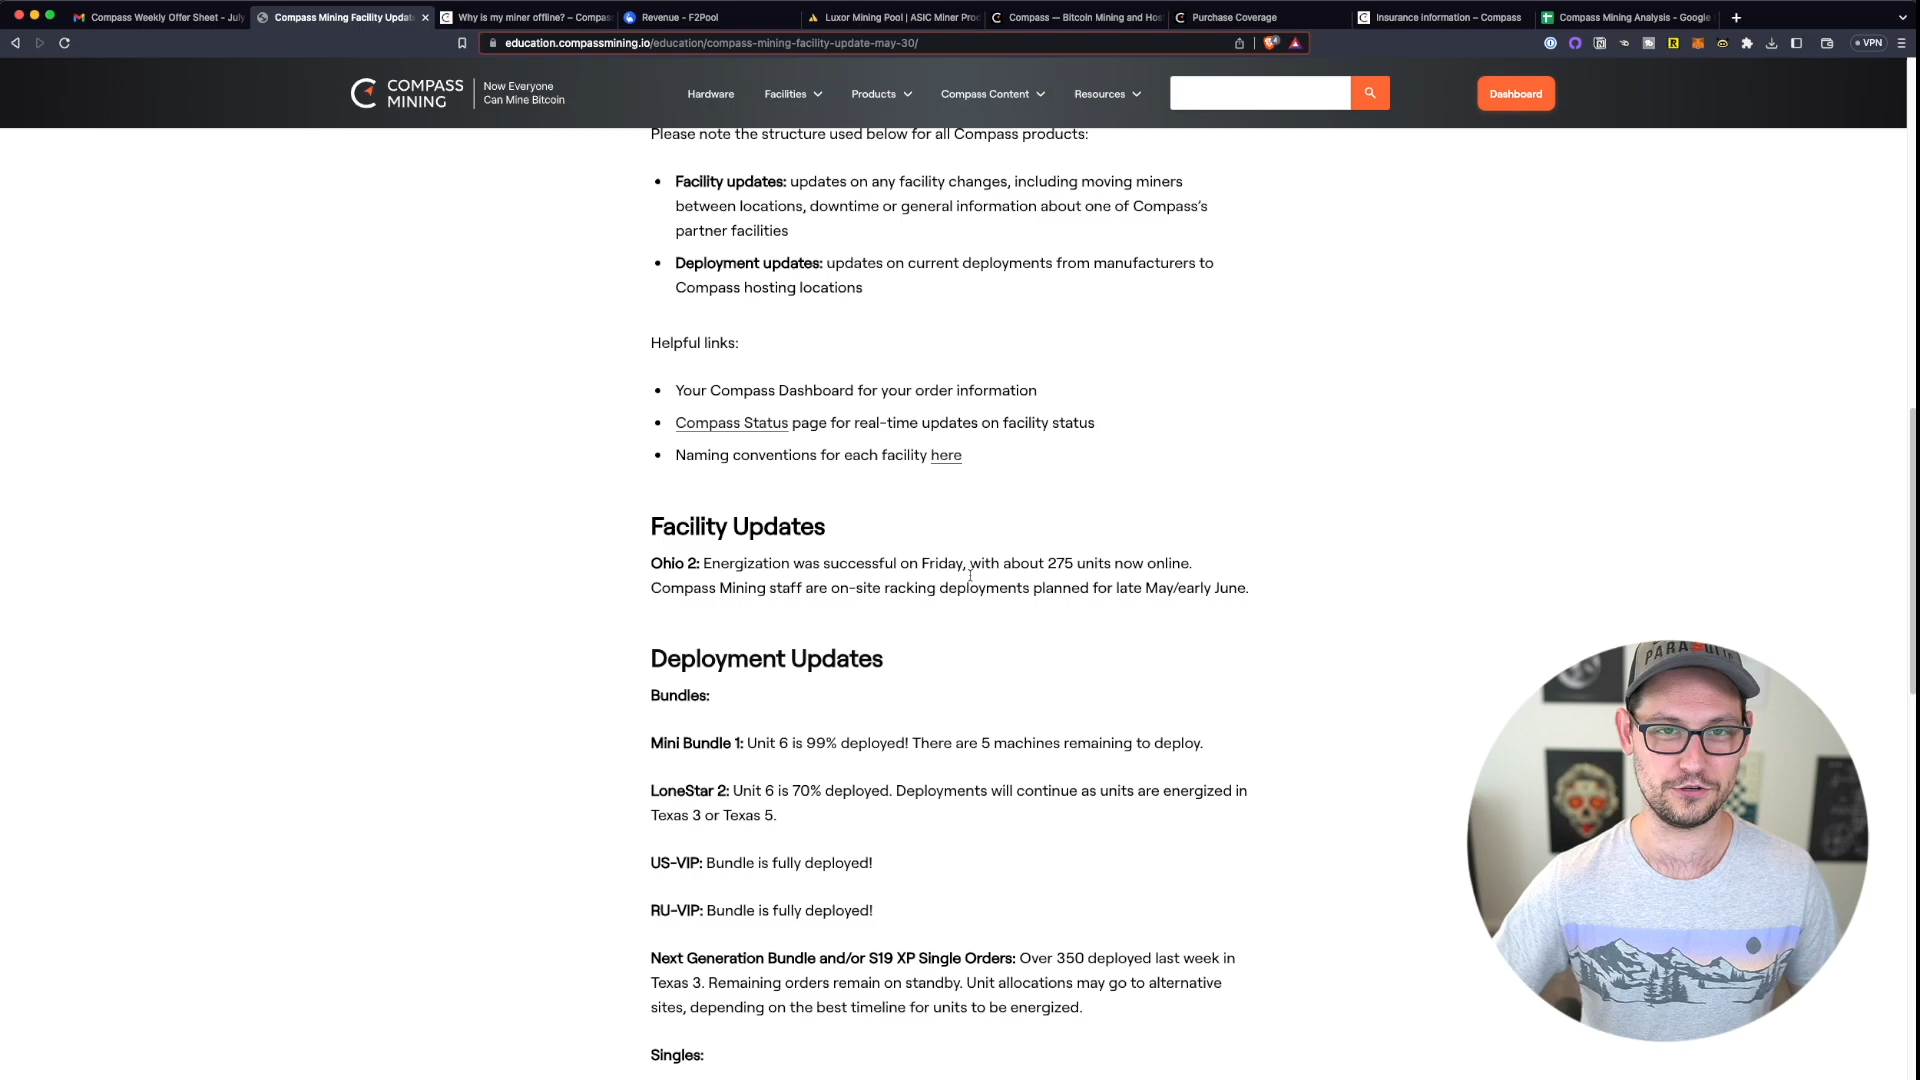 Compass Weekly Offer Sheet - July
Compass Mining Facility Updat
Why is my miner offline? – Compas
Revenue - F2Pool
Luxor Mining Pool | ASIC Miner Pro
Compass — Bitcoin Mining and Hos
Purchase Coverage
Insurance information – Compass
Compass Mining Analysis - Google
education.compassmining.io/education/compass-mining-facility-update-may-30/
VPN
COMPASS
MINING
Now Everyone
Can Mine Bitcoin
Hardware
Facilities
Products
Compass Content
Resources
Dashboard
Please note the structure used below for all Compass products:
• Facility updates: updates on any facility changes, including moving miners
between locations, downtime or general information about one of Compass’s
partner facilities
• Deployment updates: updates on current deployments from manufacturers to
Compass hosting locations
Helpful links:
• Your Compass Dashboard for your order information
• Compass Status page for real-time updates on facility status
• Naming conventions for each facility here
Facility Updates
Ohio 2: Energization was successful on Friday, with about 275 units now online.
Compass Mining staff are on-site racking deployments planned for late May/early June.
Deployment Updates
Bundles:
Mini Bundle 1: Unit 6 is 99% deployed! There are 5 machines remaining to deploy.
LoneStar 2: Unit 6 is 70% deployed. Deployments will continue as units are energized in
Texas 3 or Texas 5.
US-VIP: Bundle is fully deployed!
RU-VIP: Bundle is fully deployed!
Next Generation Bundle and/or S19 XP Single Orders: Over 350 deployed last week in
Texas 3. Remaining orders remain on standby. Unit allocations may go to alternative
sites, depending on the best timeline for units to be energized.
Singles: